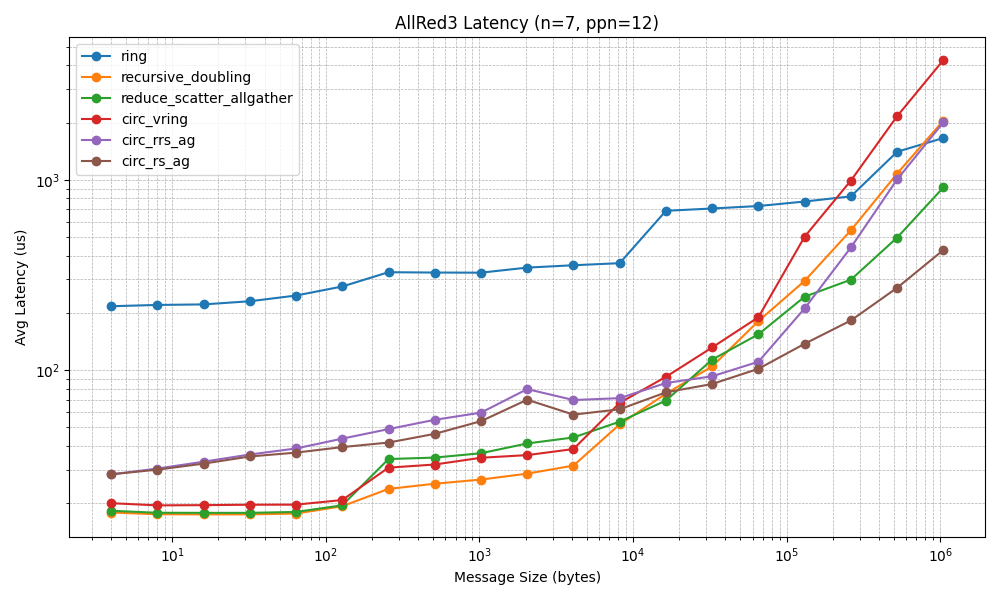 AllRed3 Latency (n=7, ppn=12)
ring
recursive_doubling
reduce_scatter_allgather
circ_vring
circ_rrs_ag
circ_rs_ag
Avg Latency (us)
10³
10²
10¹ 10² 10³ 10⁴ 10⁵ 10⁶
Message Size (bytes)